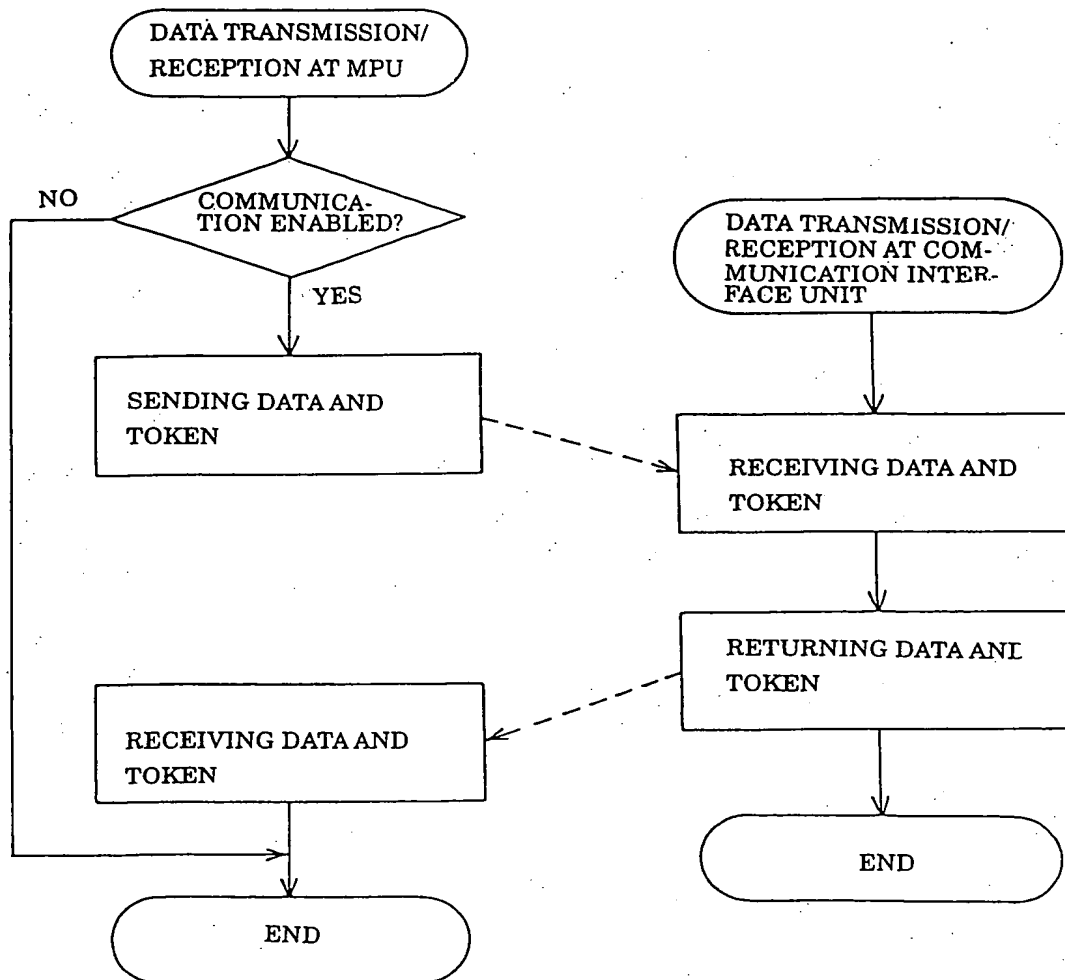 DATA TRANSMISSION/
RECEPTION AT MPU
COMMUNICA-
TION ENABLED?
NO
YES
SENDING DATA AND
TOKEN
RECEIVING DATA AND
TOKEN
END
DATA TRANSMISSION/
RECEPTION AT COM-
MUNICATION INTER-
FACE UNIT
RECEIVING DATA AND
TOKEN
RETURNING DATA AND
TOKEN
END